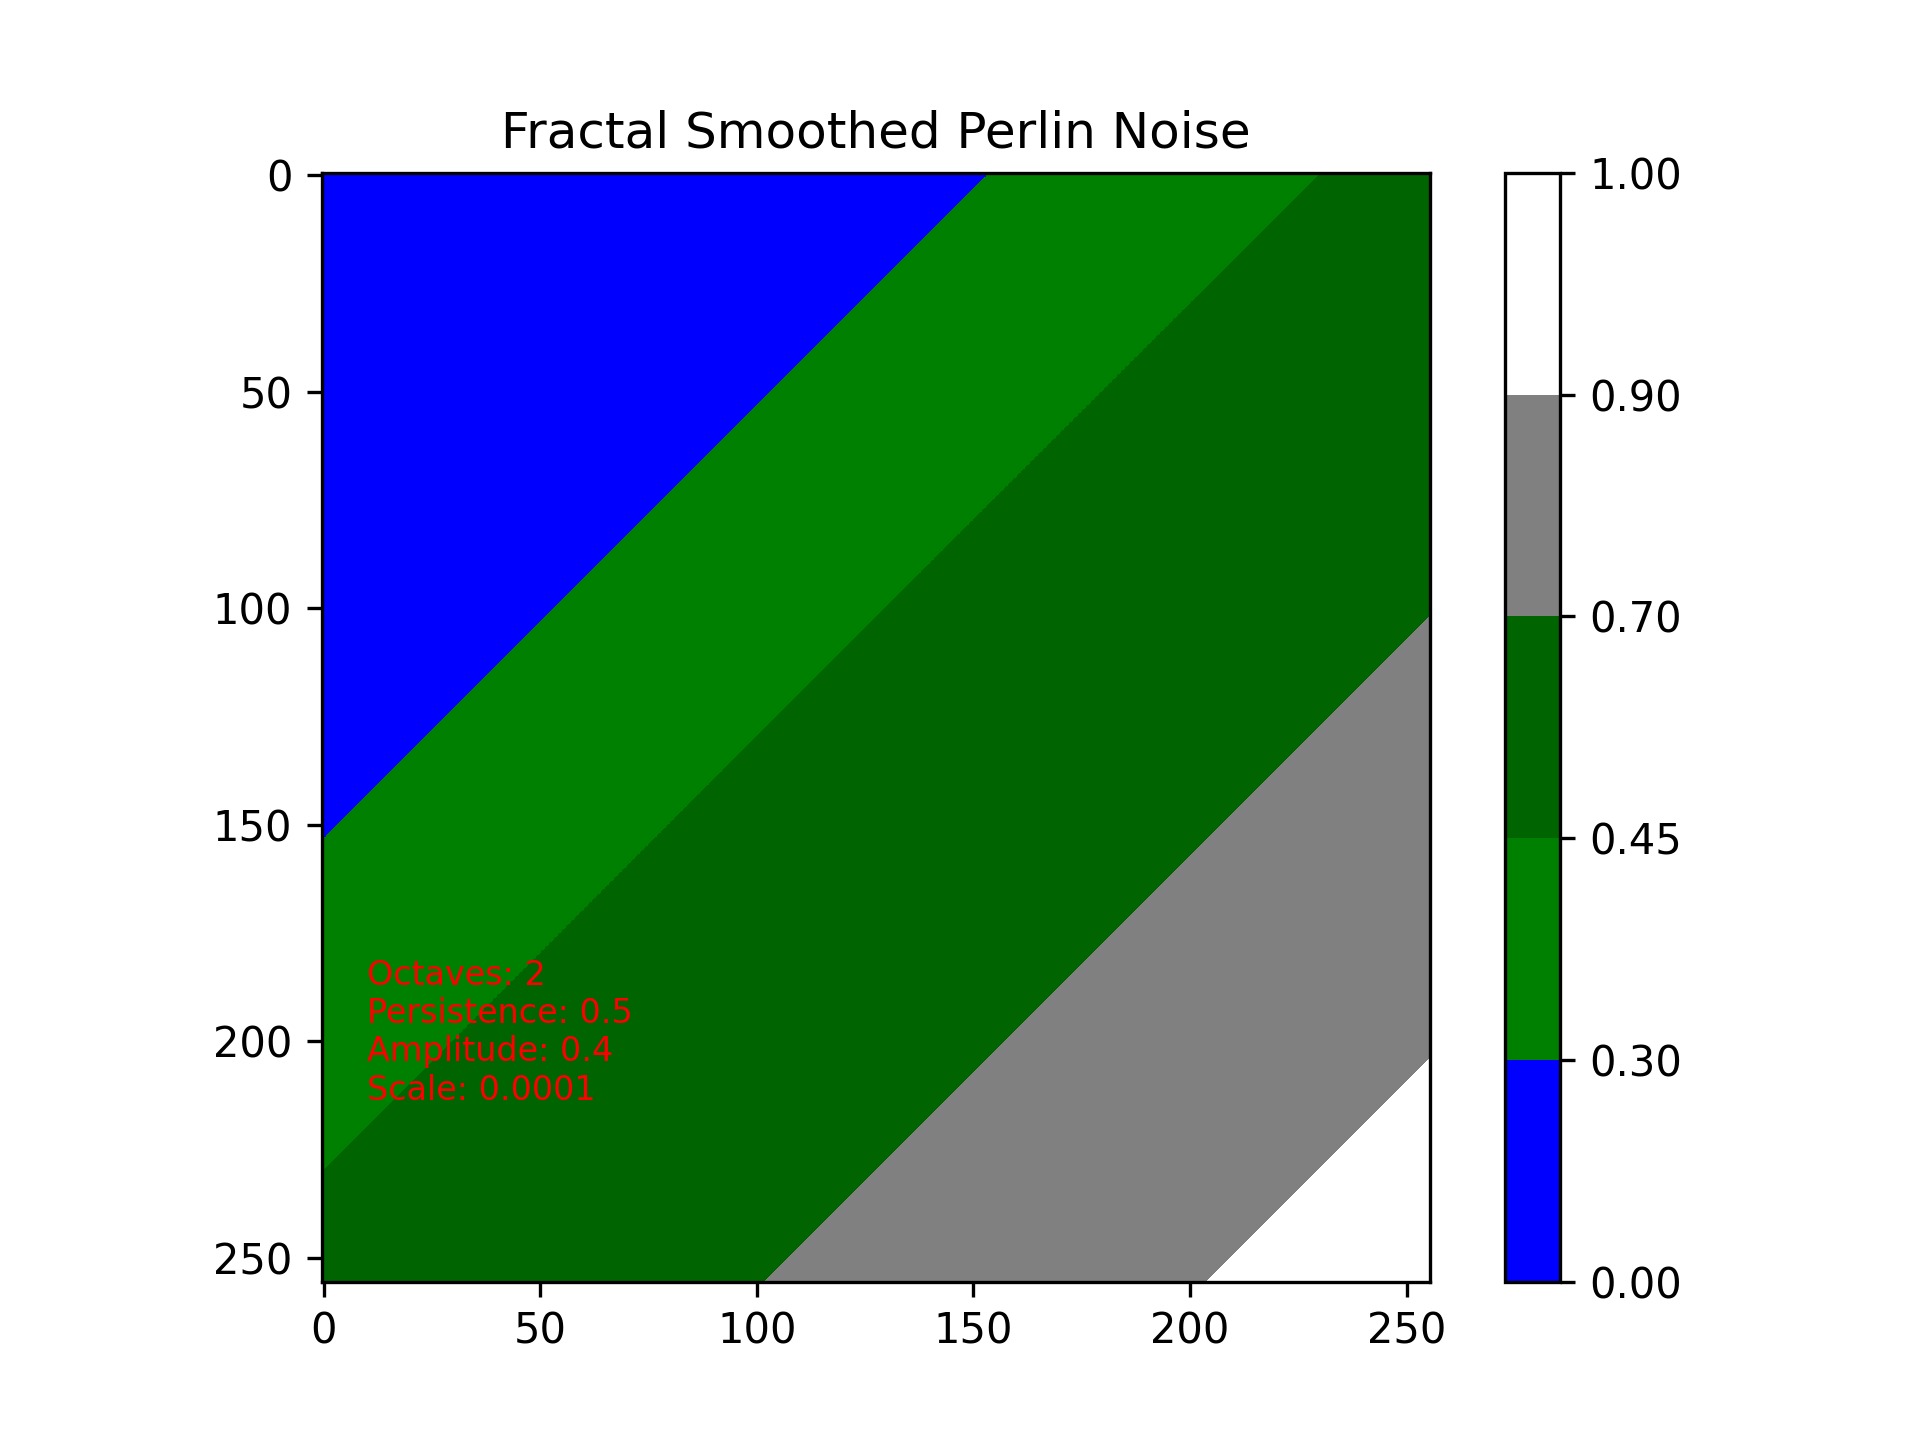 Fractal Smoothed Perlin Noise
0
50
100
150
200
250
Octaves: 2
Persistence: 0.5
Amplitude: 0.4
Scale: 0.0001
0 50 100 150 200 250
1.00
0.90
0.70
0.45
0.30
0.00